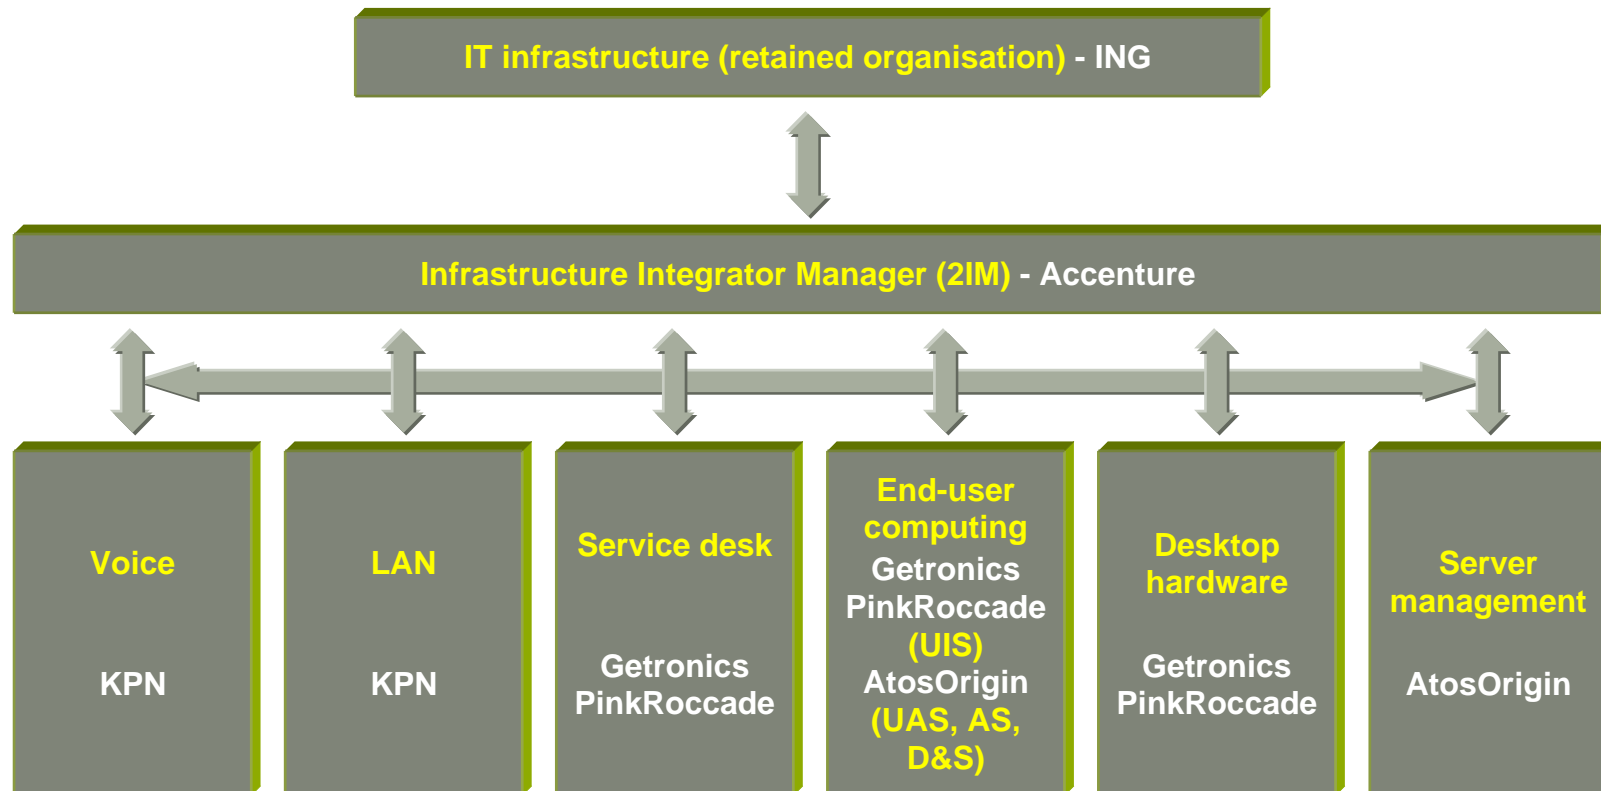 IT infrastructure (retained organisation) - ING
Infrastructure Integrator Manager (2IM) - Accenture
Voice
KPN
LAN
KPN
Service desk
Getronics
PinkRoccade
End-user
computing
Getronics
PinkRoccade
(UIS)
AtosOrigin
(UAS, AS,
D&S)
Desktop
hardware
Getronics
PinkRoccade
Server
management
AtosOrigin